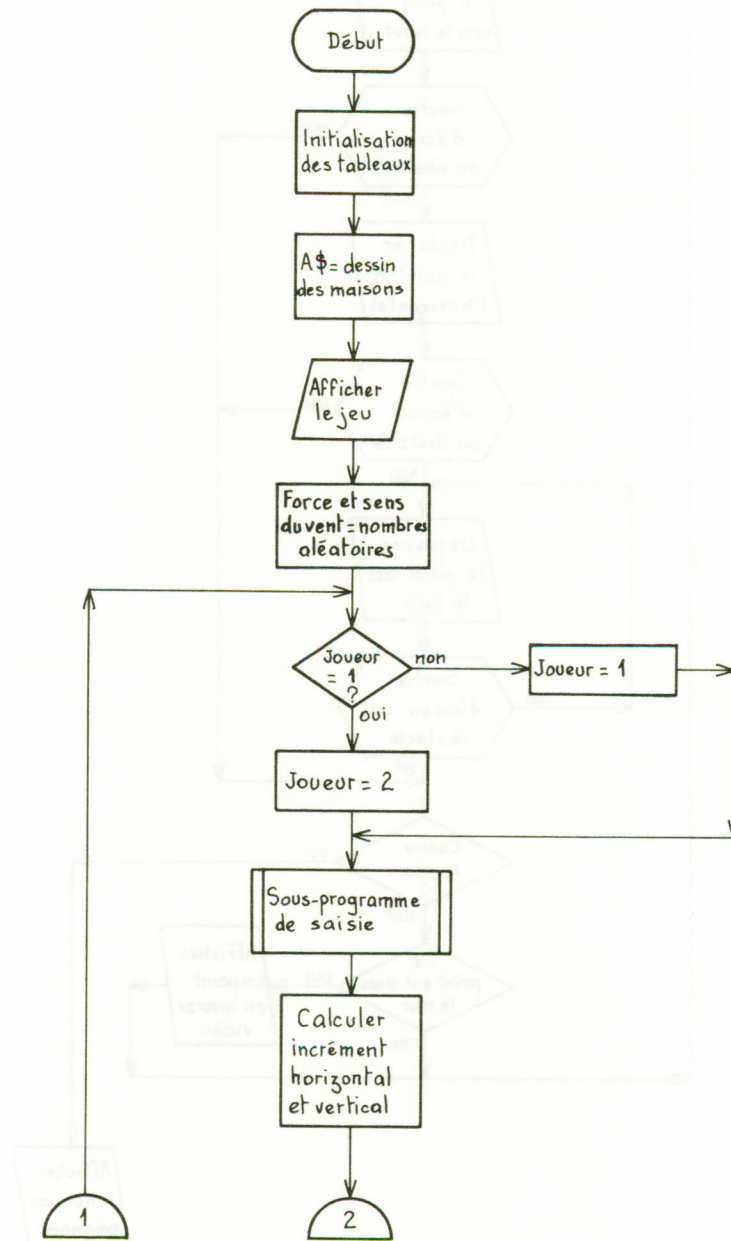 Début
Initialisation
des tableaux
A$ = dessin
des maisons
Afficher
le jeu
Force et sens
du vent = nombres
aléatoires
Joueur
= 1
?
non
Joueur = 1
oui
Joueur = 2
Sous-programme
de saisie
Calculer
incrément
horizontal
et vertical
1
2